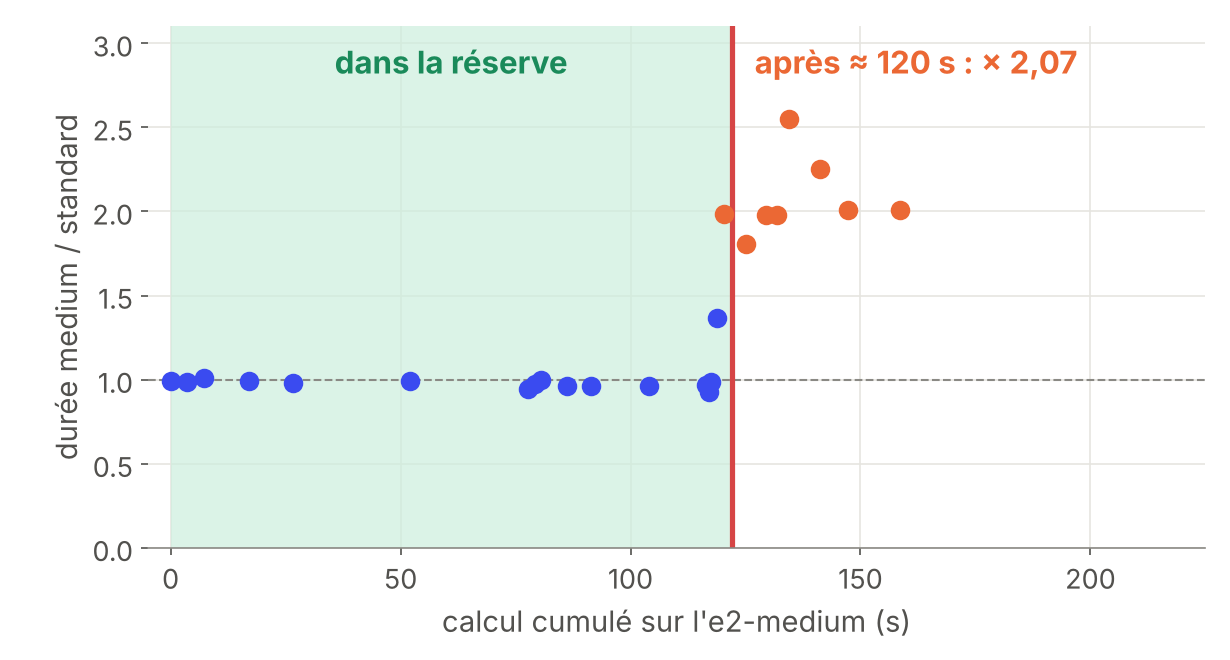 dans la réserve
après ≈ 120 s : × 2,07
3.0
2.5
2.0
1.5
1.0
0.5
0.0
durée medium / standard
0 50 100 150 200
calcul cumulé sur l'e2-medium (s)